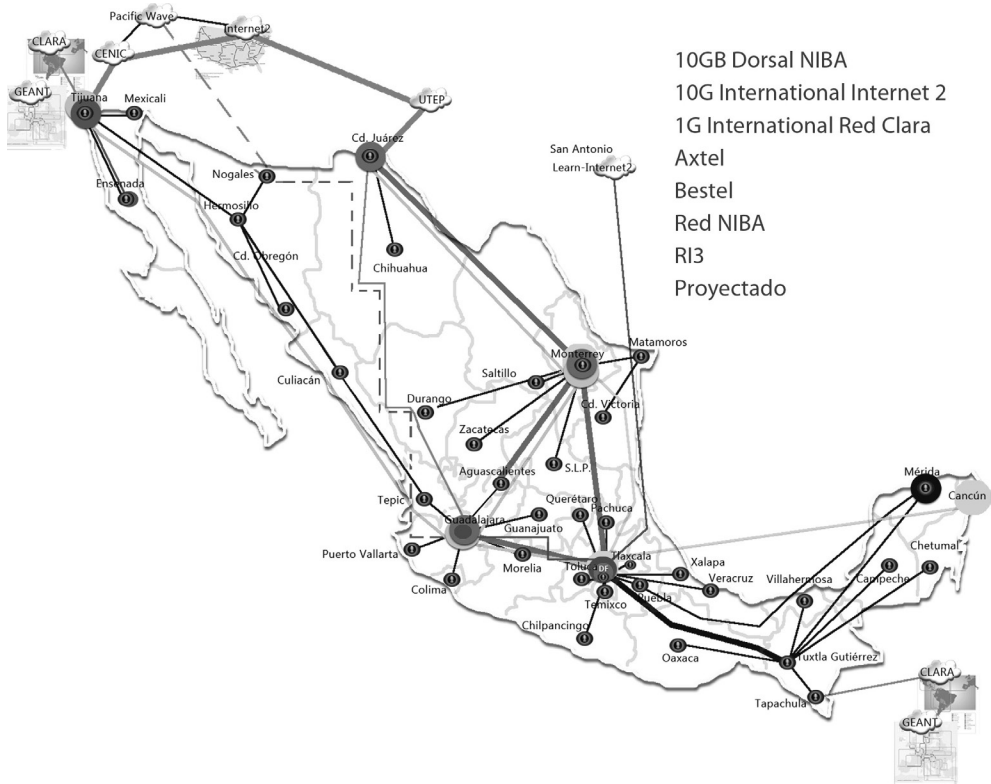 Pacific Wave
Internet2
CLARA
CENIC
GEANT
UTEP
Tijuana
Mexicali
Cd. Juárez
San Antonio
Learn-Internet2
Nogales
Ensenada
Hermosillo
Cd. Obregón
Chihuahua
10GB Dorsal NIBA
10G International Internet 2
1G International Red Clara
Axtel
Bestel
Red NIBA
RI3
Proyectado
Monterrey
Matamoros
Saltillo
Culiacán
Durango
Cd. Victoria
Zacatecas
Aguascalientes
S.L.P.
Mérida
Cancún
Tepic
Querétaro
Pachuca
Guadalajara
Guanajuato
Puerto Vallarta
Morelia
Toluca
DF
Tlaxcala
Xalapa
Chetumal
Colima
Puebla
Veracruz
Villahermosa
Campeche
Temixco
Chilpancingo
Oaxaca
Tuxtla Gutiérrez
Tapachula
CLARA
GEANT